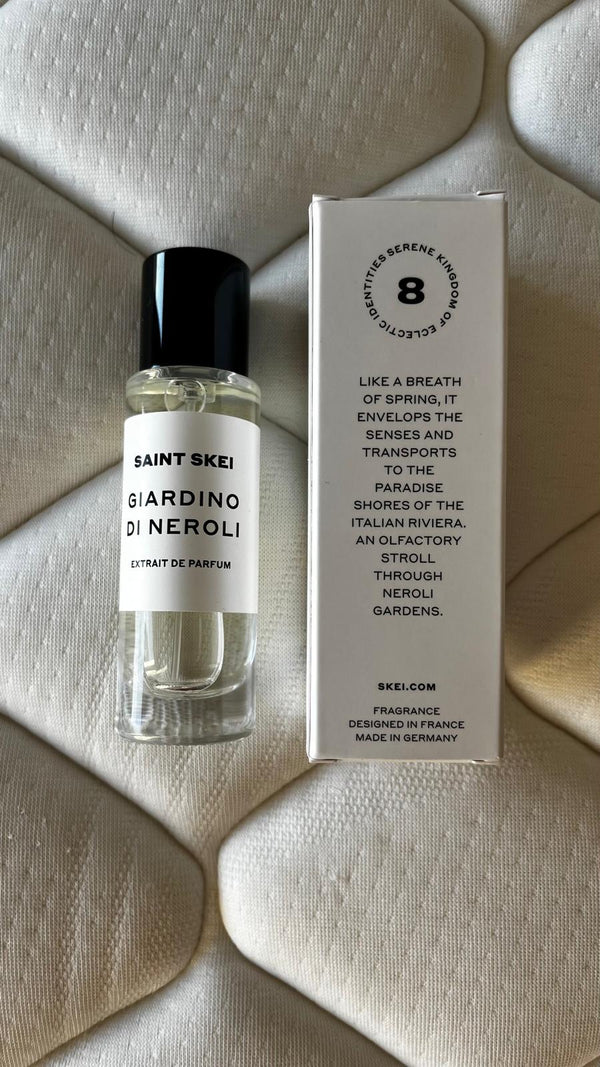 SAINT SKEI
GIARDINO
DI NEROLI
EXTRAIT DE PARFUM
SERENE KINGDOM OF ECLECTIC IDENTITIES
8
LIKE A BREATH
OF SPRING, IT
ENVELOPS THE
SENSES AND
TRANSPORTS
TO THE
PARADISE
SHORES OF THE
ITALIAN RIVIERA.
AN OLFACTORY
STROLL
THROUGH
NEROLI
GARDENS.
SKEI.COM
FRAGRANCE
DESIGNED IN FRANCE
MADE IN GERMANY